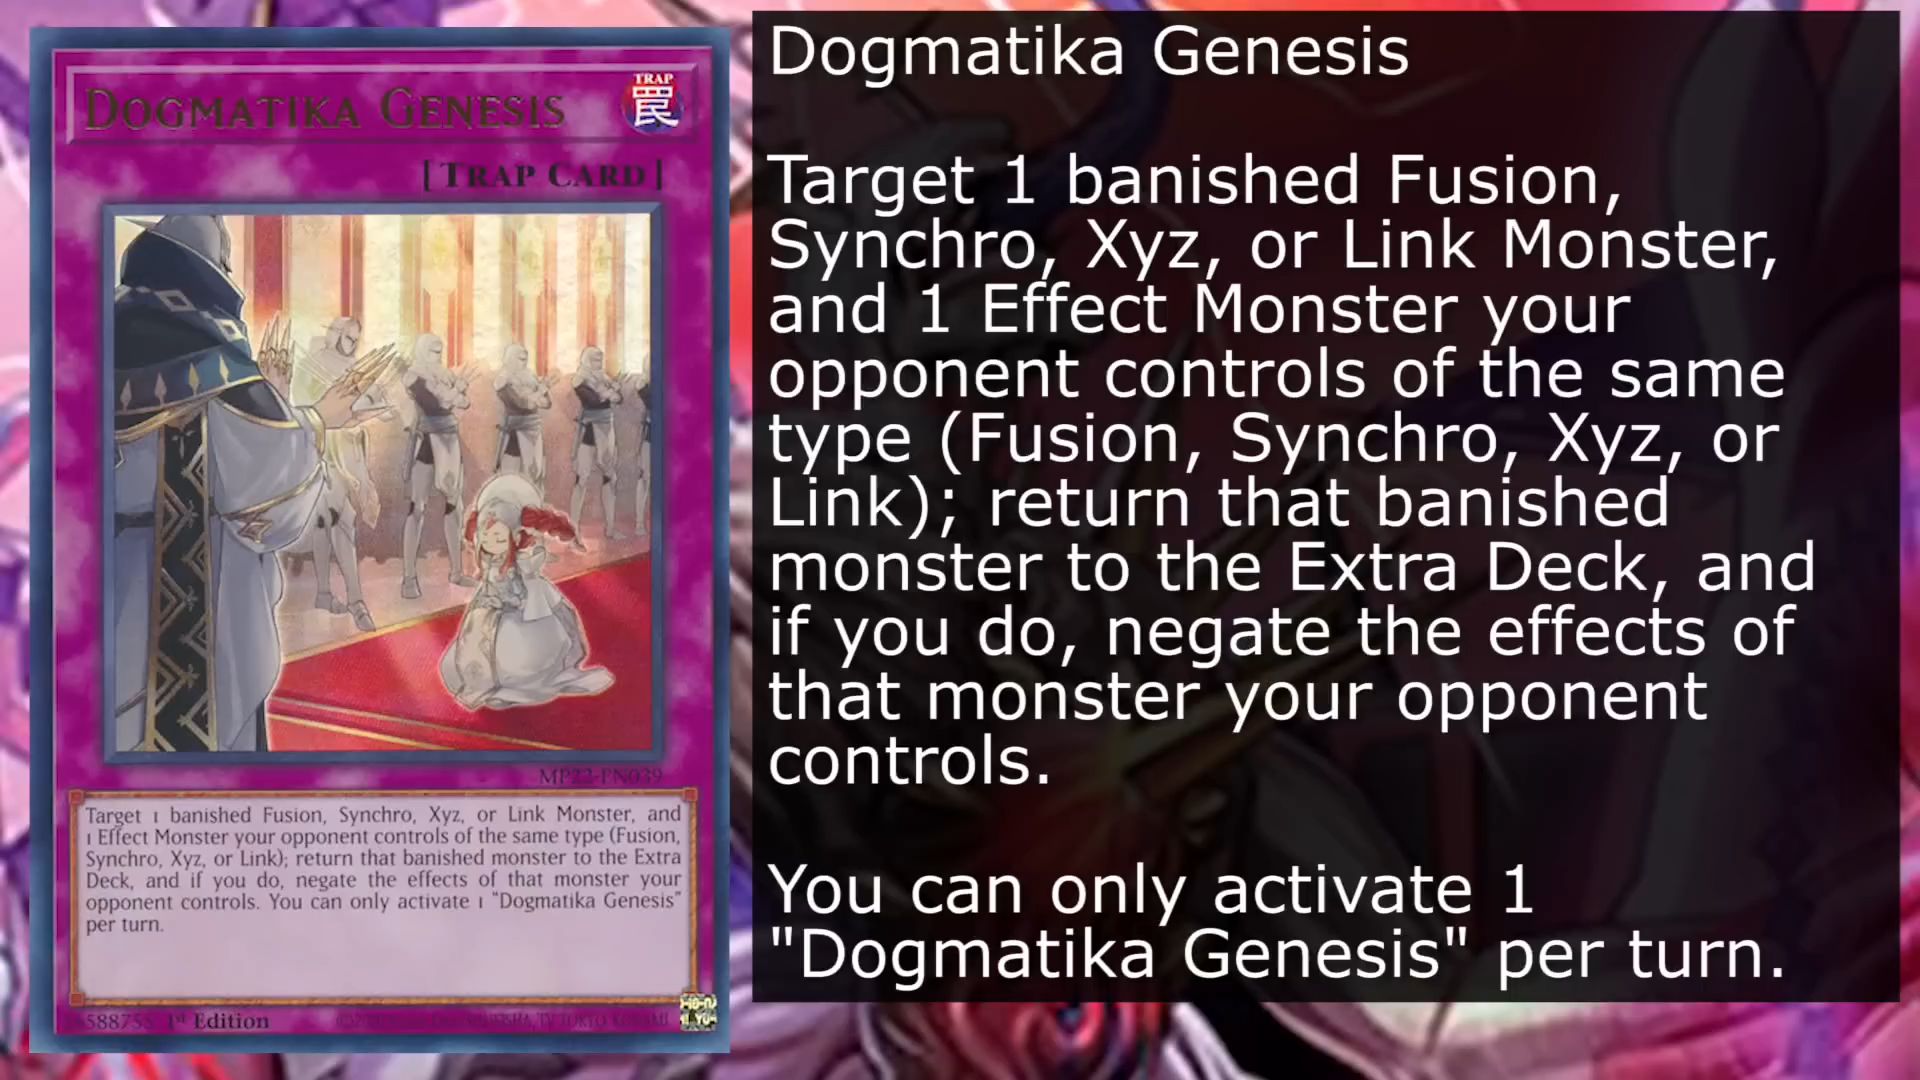 Dogmatika Genesis
TRAP
罠
[Trap Card]
MP22-EN039
Target 1 banished Fusion, Synchro, Xyz, or Link Monster, and
1 Effect Monster your opponent controls of the same type (Fusion,
Synchro, Xyz, or Link); return that banished monster to the Extra
Deck, and if you do, negate the effects of that monster your
opponent controls. You can only activate 1 "Dogmatika Genesis"
per turn.
1st Edition
Dogmatika Genesis
Target 1 banished Fusion,
Synchro, Xyz, or Link Monster,
and 1 Effect Monster your
opponent controls of the same
type (Fusion, Synchro, Xyz, or
Link); return that banished
monster to the Extra Deck, and
if you do, negate the effects of
that monster your opponent
controls.
You can only activate 1
"Dogmatika Genesis" per turn.